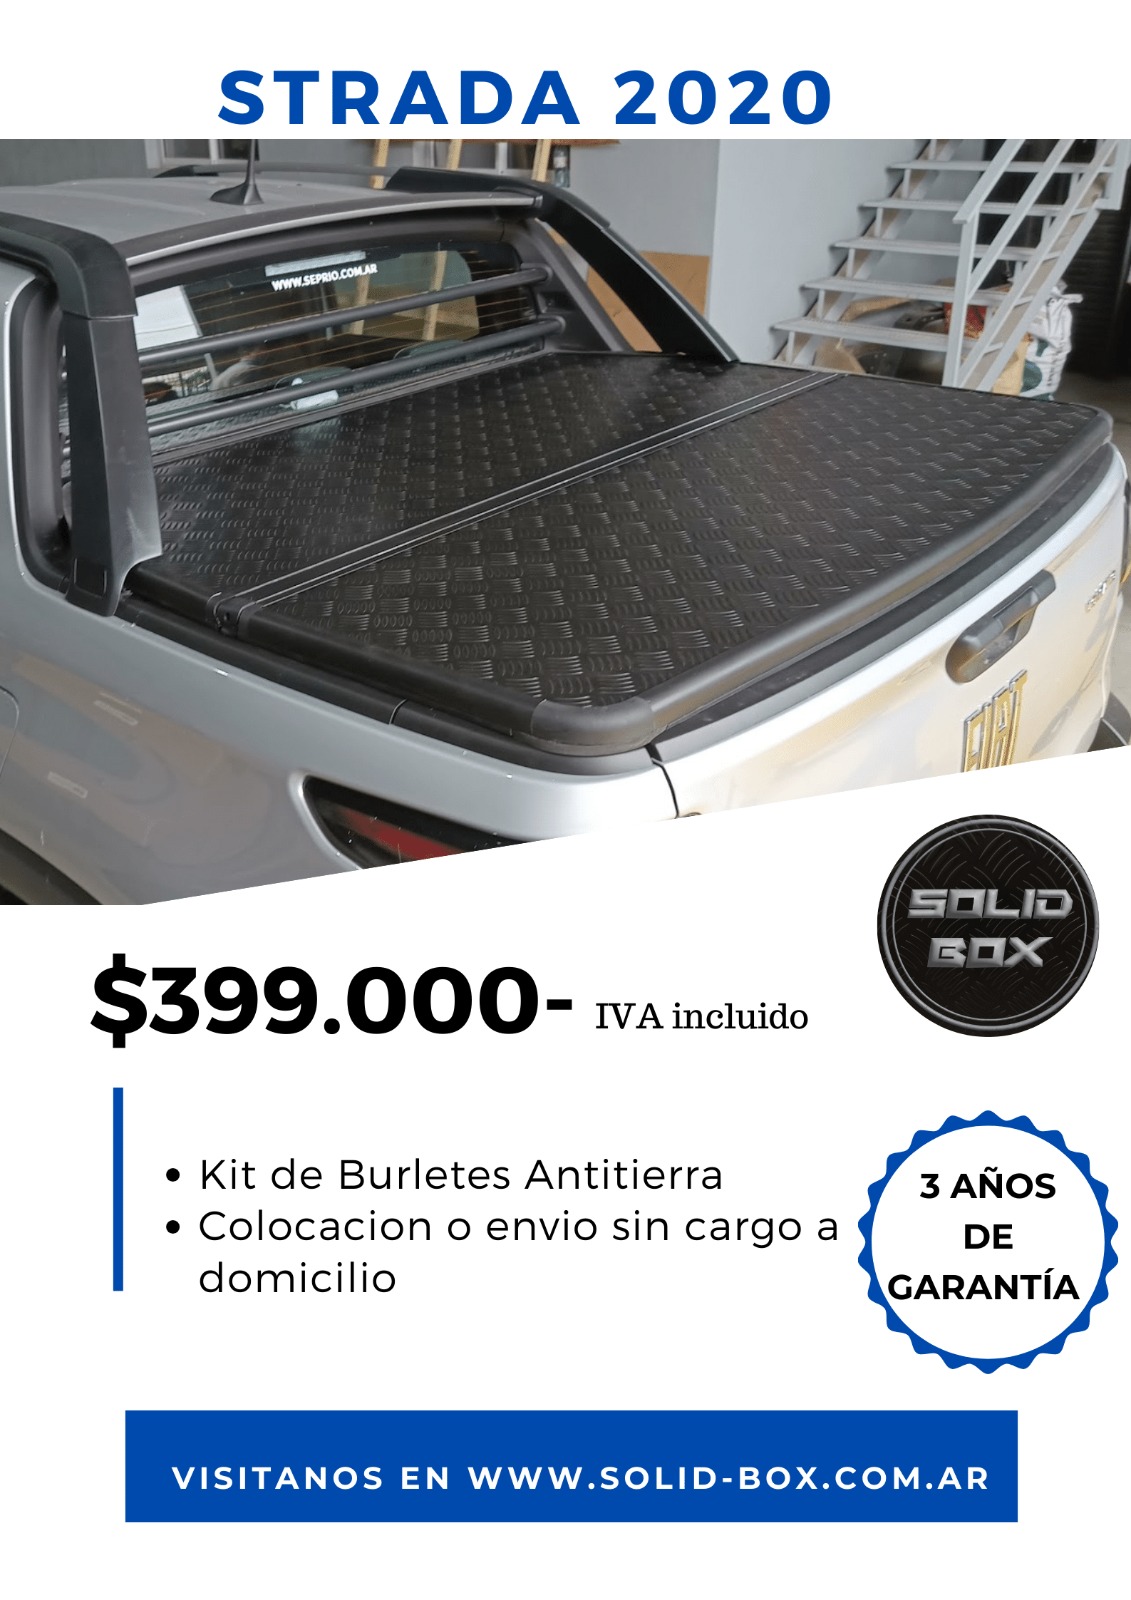 STRADA 2020
WWW.SEPRIO.COM.AR
FIAT
SOLID
BOX
$399.000- IVA incluido
• Kit de Burletes Antitierra
• Colocacion o envio sin cargo a
domicilio
3 AÑOS
DE
GARANTÍA
VISITANOS EN WWW.SOLID-BOX.COM.AR